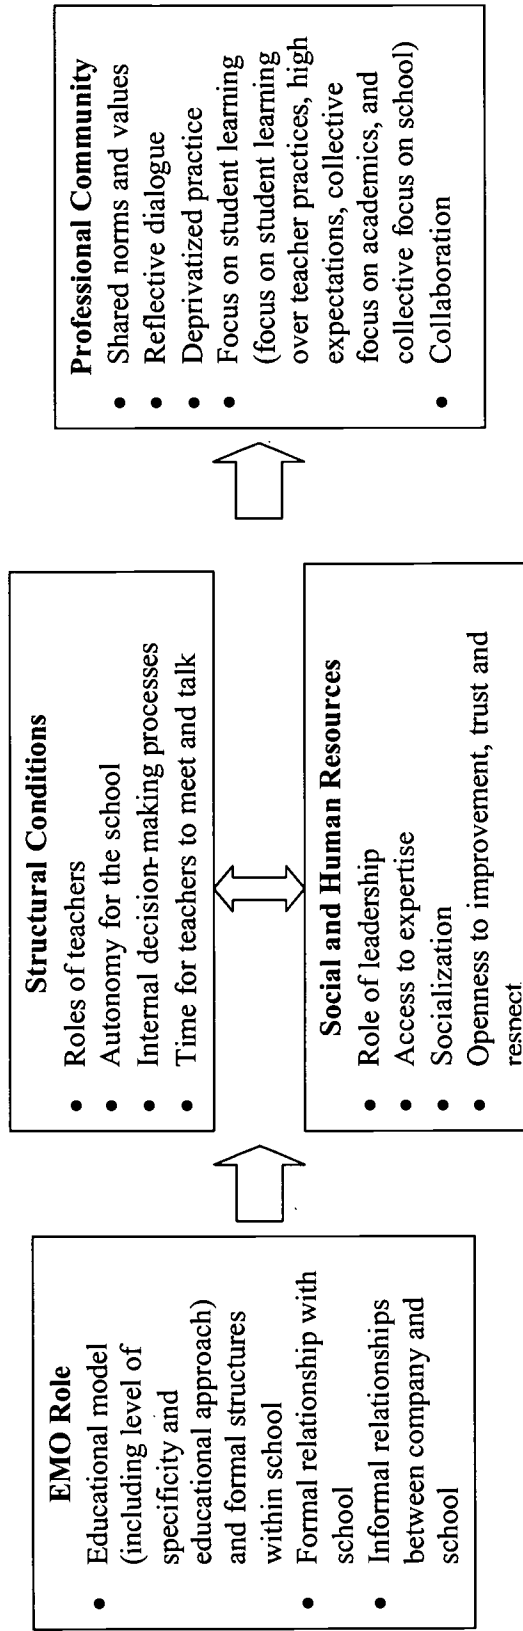 EMO Role
• Educational model
(including level of
specificity and
educational approach)
and formal structures
within school
• Formal relationship with
school
• Informal relationships
between company and
school
Structural Conditions
• Roles of teachers
• Autonomy for the school
• Internal decision-making processes
• Time for teachers to meet and talk
Social and Human Resources
• Role of leadership
• Access to expertise
• Socialization
• Openness to improvement, trust and
respect
Professional Community
• Shared norms and values
• Reflective dialogue
• Deprivatized practice
• Focus on student learning
(focus on student learning
over teacher practices, high
expectations, collective
focus on academics, and
collective focus on school)
• Collaboration